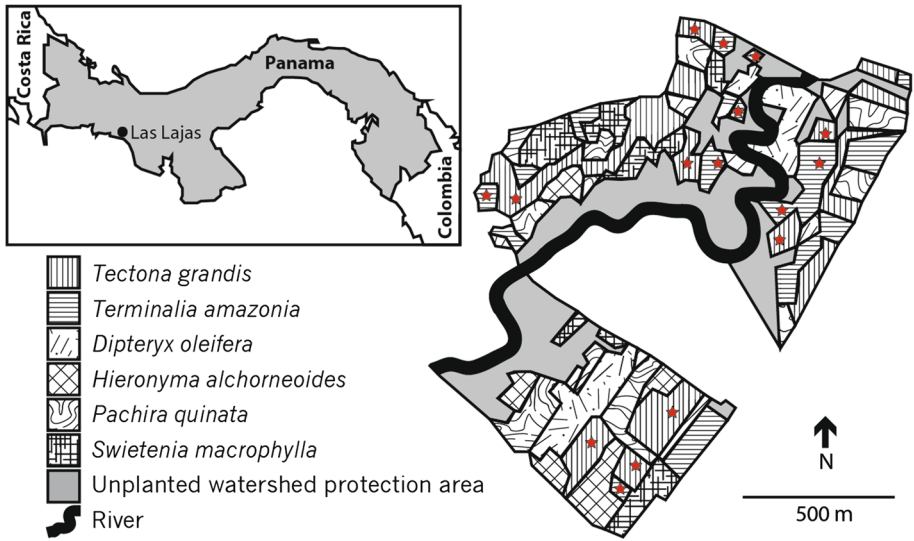 Costa Rica
Panama
Las Lajas
Colombia
Tectona grandis
Terminalia amazonia
Dipteryx oleifera
Hieronyma alchorneoides
Pachira quinata
Swietenia macrophylla
Unplanted watershed protection area
River
N
500 m